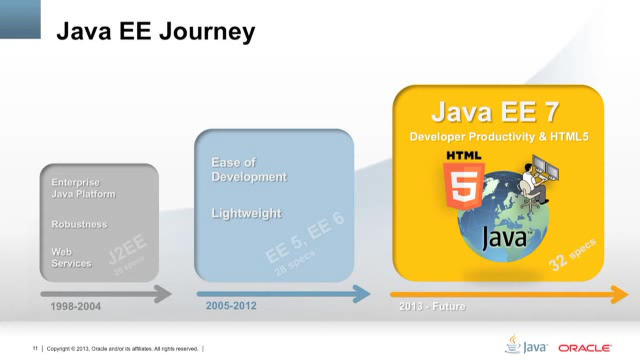 Java EE Journey
Enterprise
Java Platform
Robustness
Web
Services
J2EE
Ease of
Development
Lightweight
EE 5, EE 6
28 specs
Java EE 7
Developer Productivity & HTML5
HTML
5
Java
32 specs
1998-2004
2005-2012
2013 - Future
11 | Copyright © 2013, Oracle and/or its affiliates. All rights reserved. |
Java
ORACLE